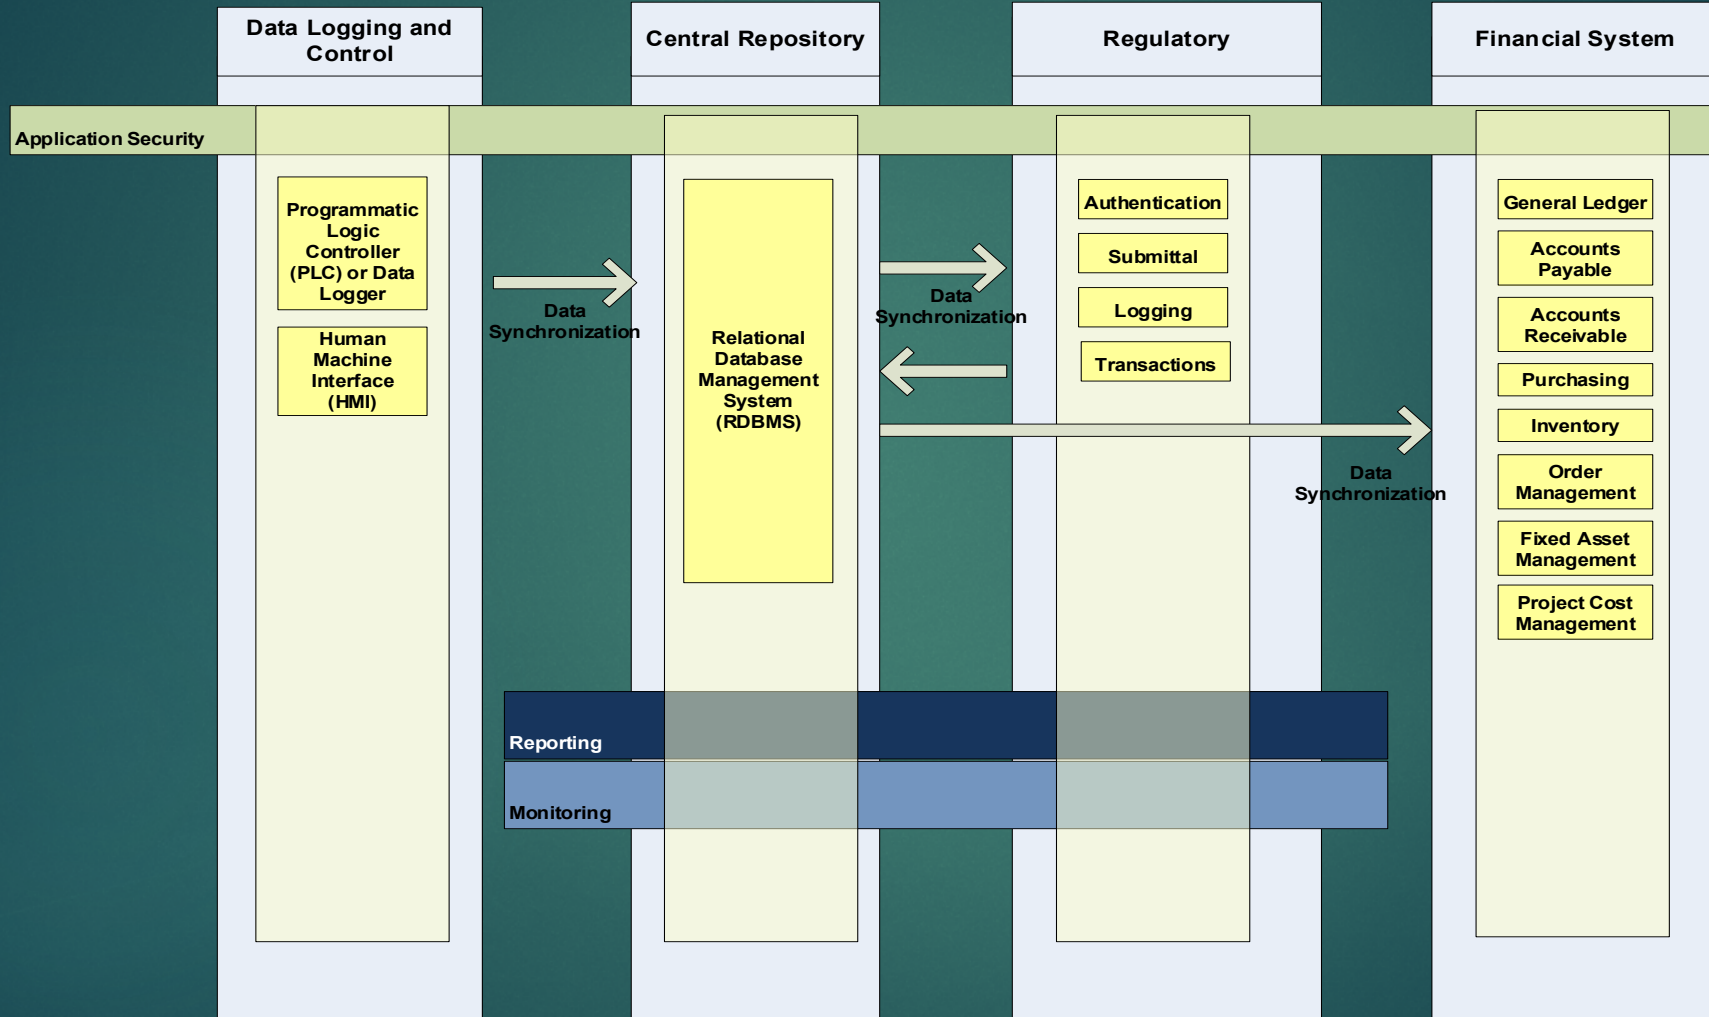 Data Logging and
Control
Central Repository
Regulatory
Financial System
Application Security
Programmatic
Logic
Controller
(PLC) or Data
Logger
Human
Machine
Interface
(HMI)
Data
Synchronization
Relational
Database
Management
System
(RDBMS)
Data
Synchronization
Authentication
Submittal
Logging
Transactions
Data
Synchronization
General Ledger
Accounts
Payable
Accounts
Receivable
Purchasing
Inventory
Order
Management
Fixed Asset
Management
Project Cost
Management
Reporting
Monitoring